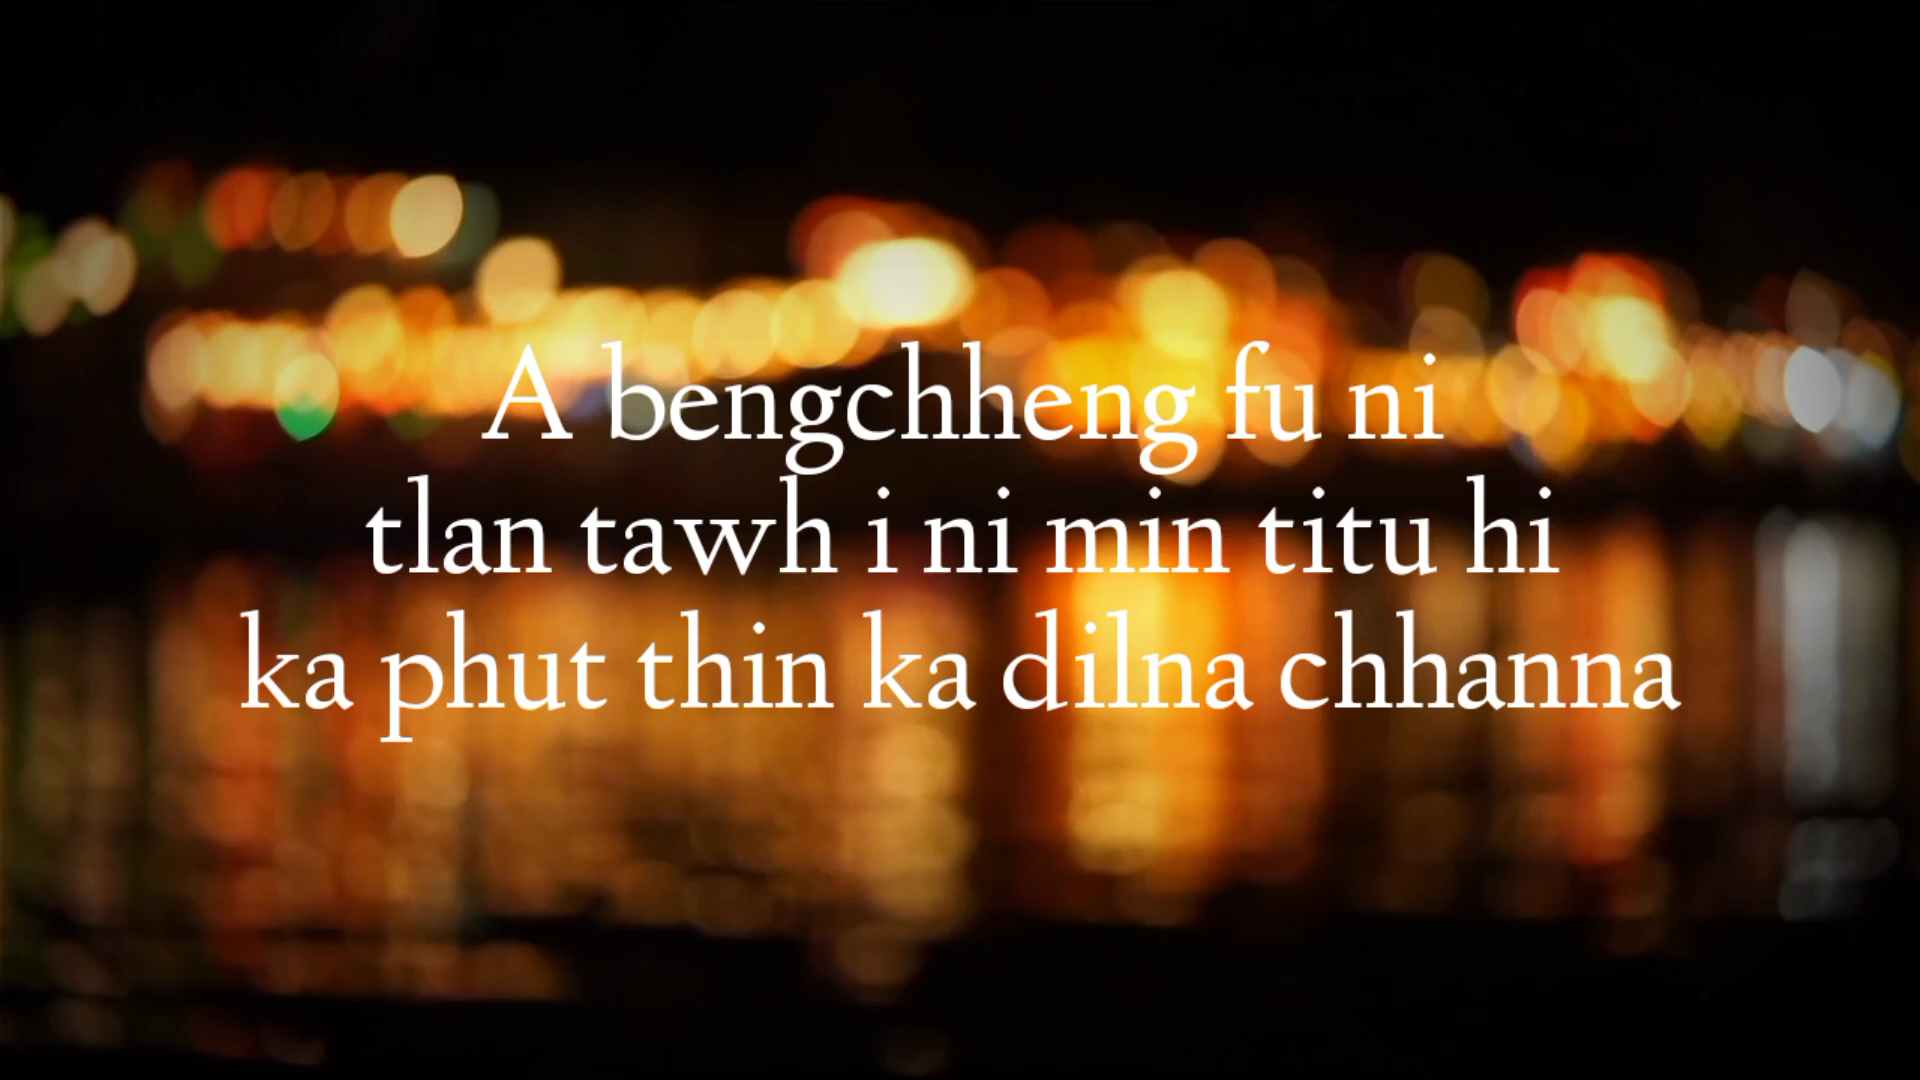 A bengchheng fu ni
tlan tawh i ni min titu hi
ka phut thin ka dilna chhanna